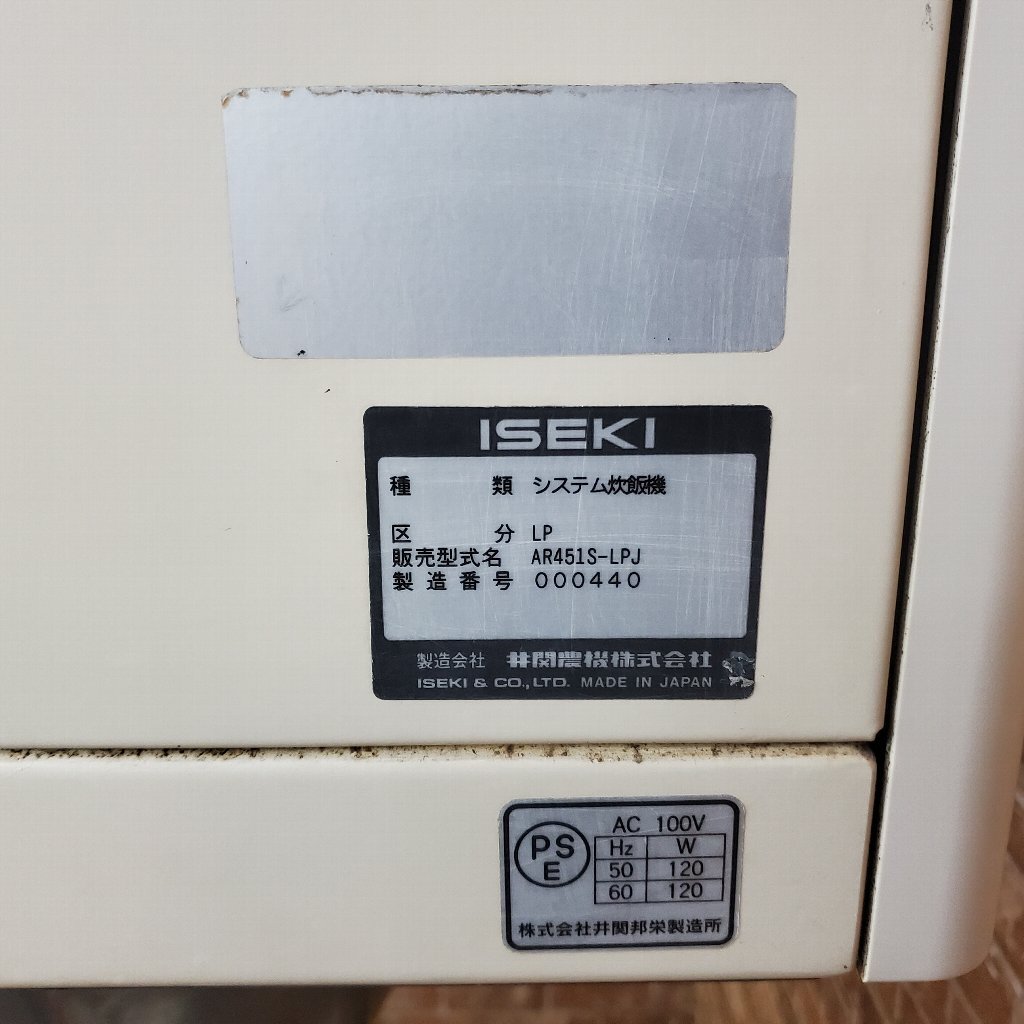 ISEKI
種 類 システム炊飯機
区 分 LP
販売型式名 AR451S-LPJ
製造番号 000440
製造会社 井関農機株式会社
ISEKI & CO.,LTD. MADE IN JAPAN
PSE
AC 100V
Hz W
50 120
60 120
株式会社井関邦栄製造所